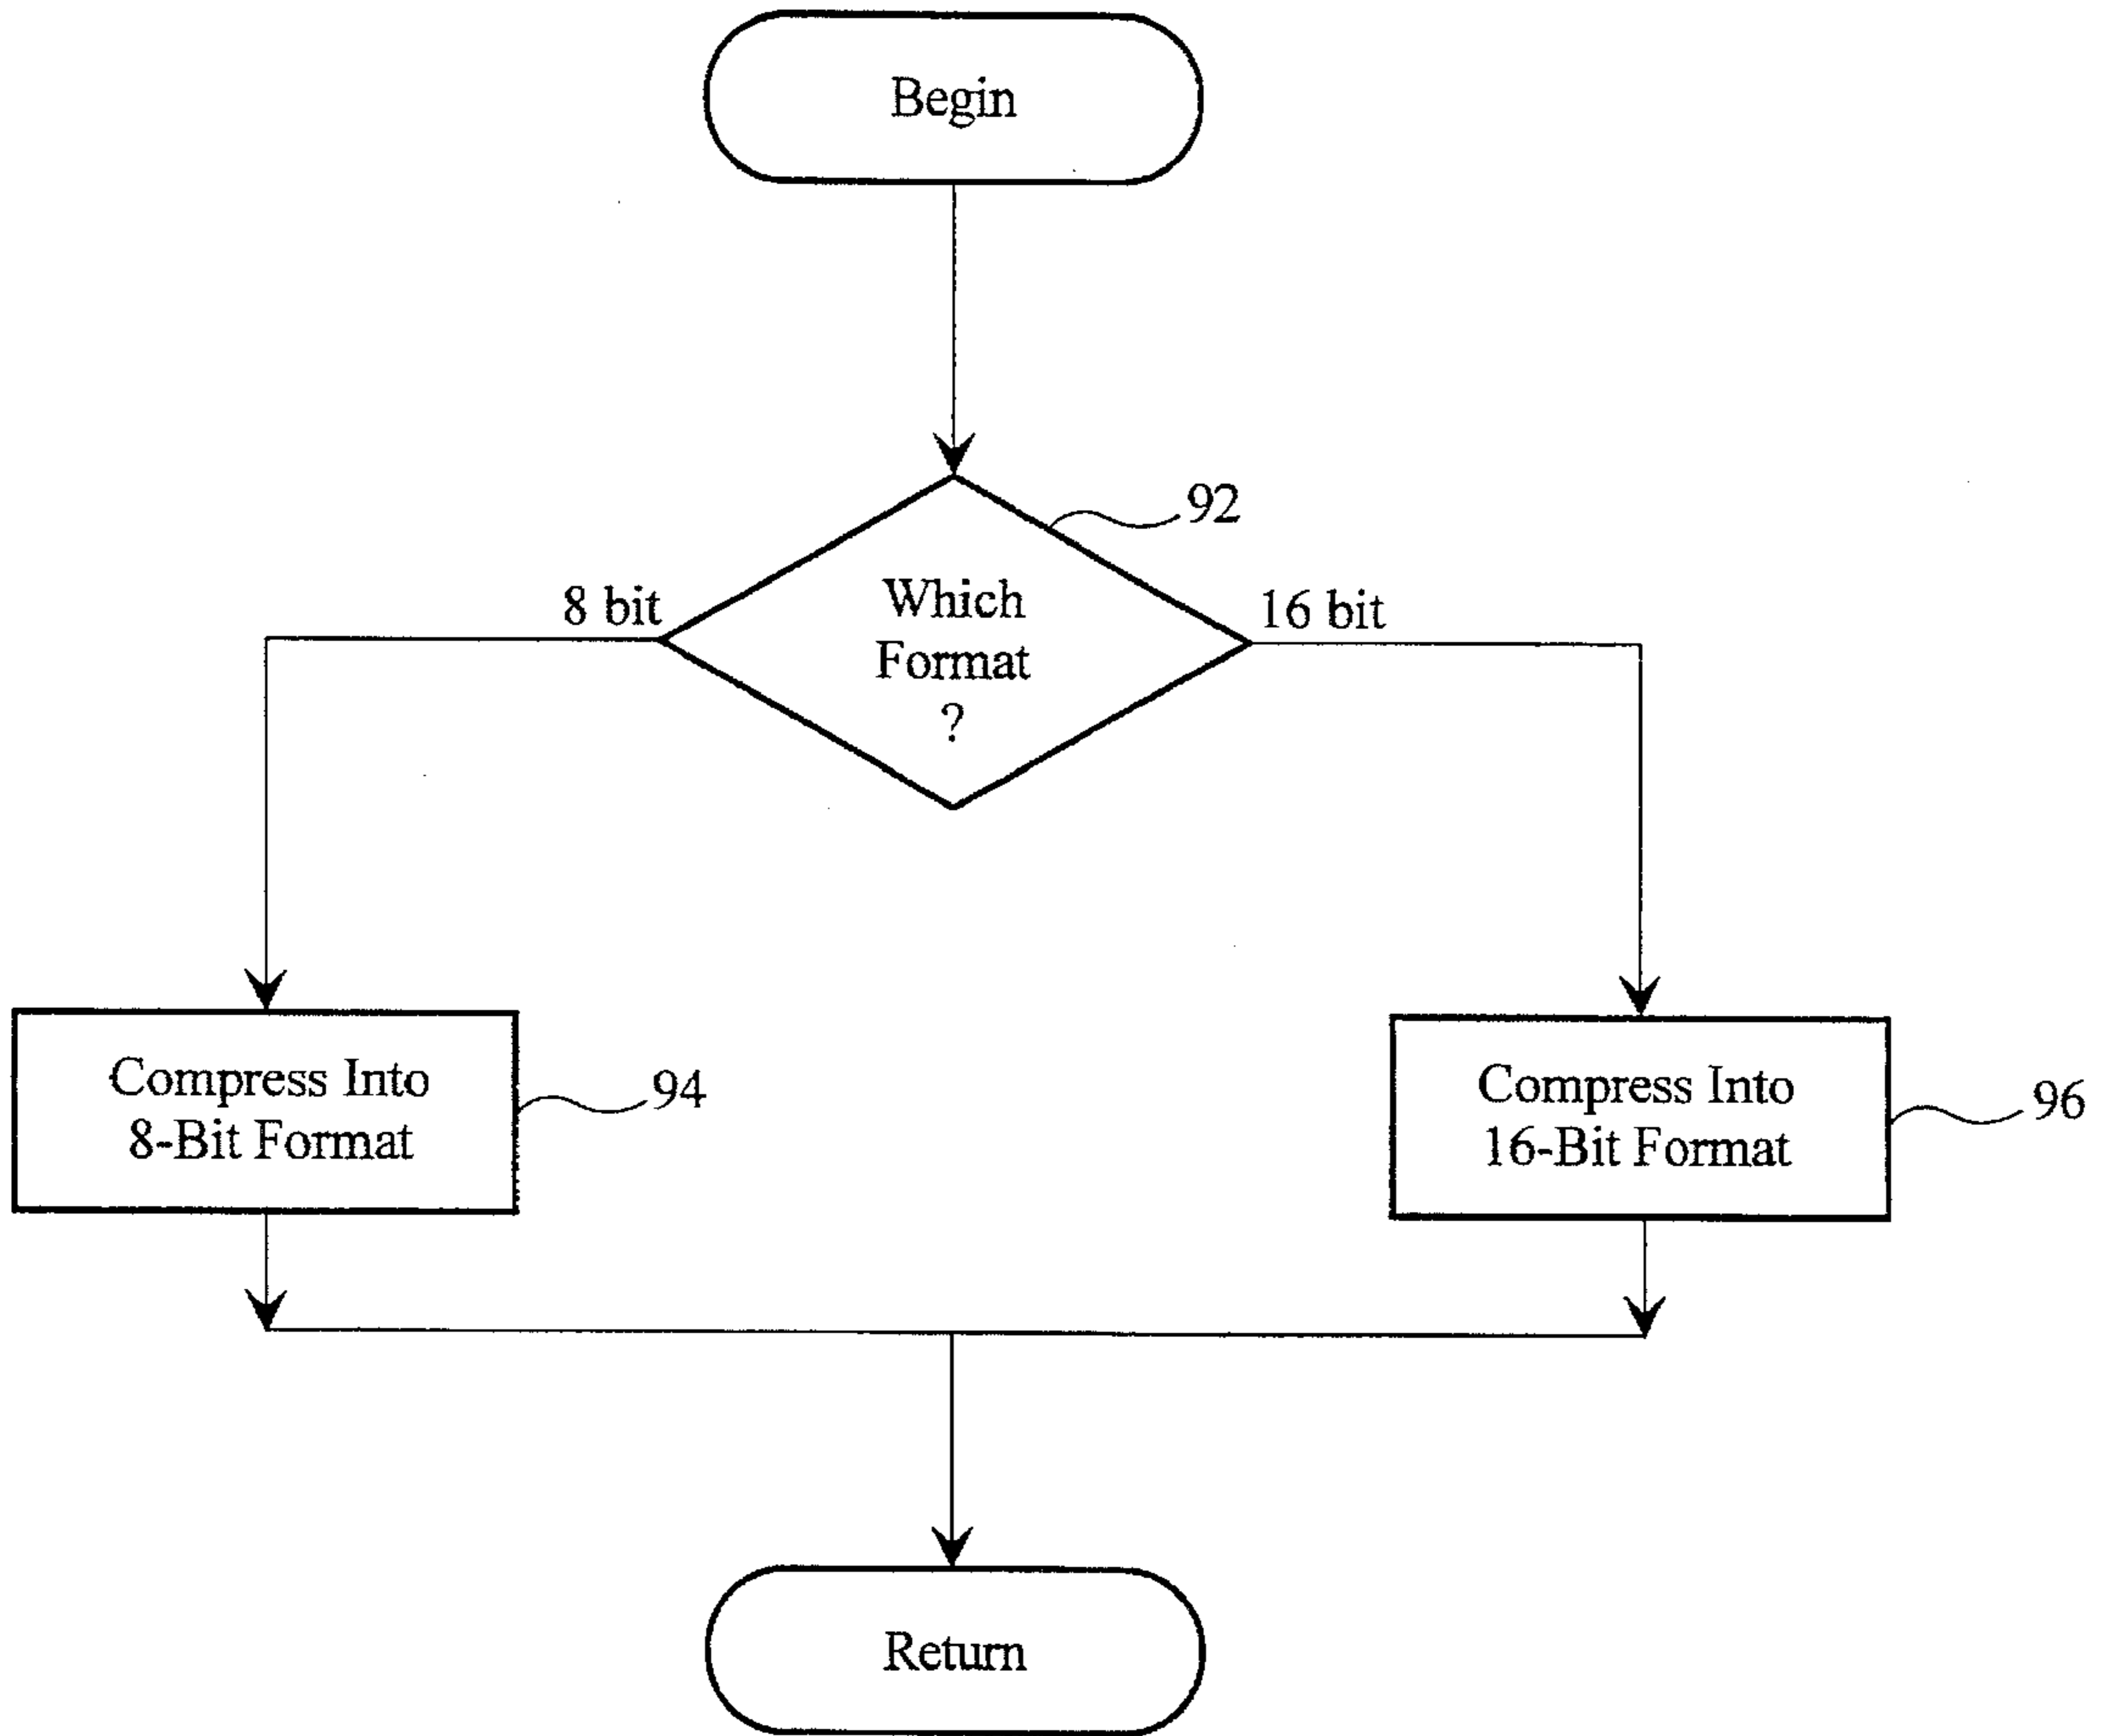 Begin
92
8 bit
Which
Format
?
16 bit
Compress Into
8-Bit Format
94
Compress Into
16-Bit Format
96
Return